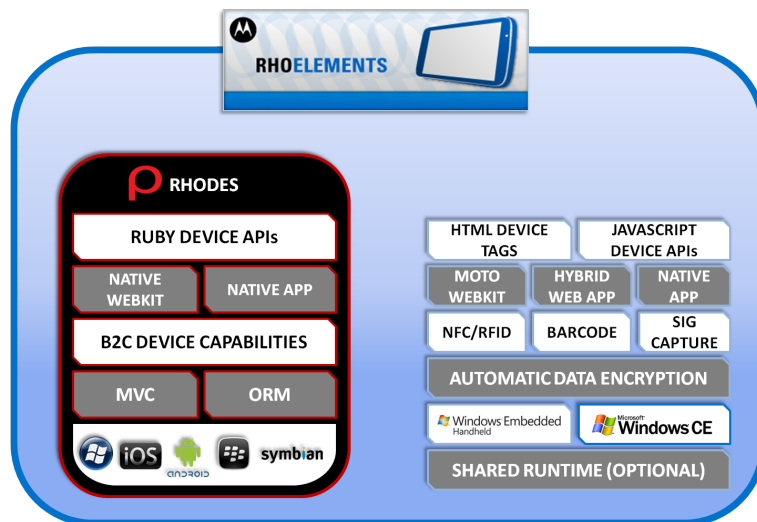 RHOELEMENTS
RHODES
RUBY DEVICE APIs
NATIVE
WEBKIT
NATIVE APP
B2C DEVICE CAPABILITIES
MVC
ORM
iOS
ANDROID
symbian
HTML DEVICE
TAGS
JAVASCRIPT
DEVICE APIs
MOTO
WEBKIT
HYBRID
WEB APP
NATIVE
APP
NFC/RFID
BARCODE
SIG
CAPTURE
AUTOMATIC DATA ENCRYPTION
Windows Embedded
Handheld
Microsoft
Windows CE
SHARED RUNTIME (OPTIONAL)